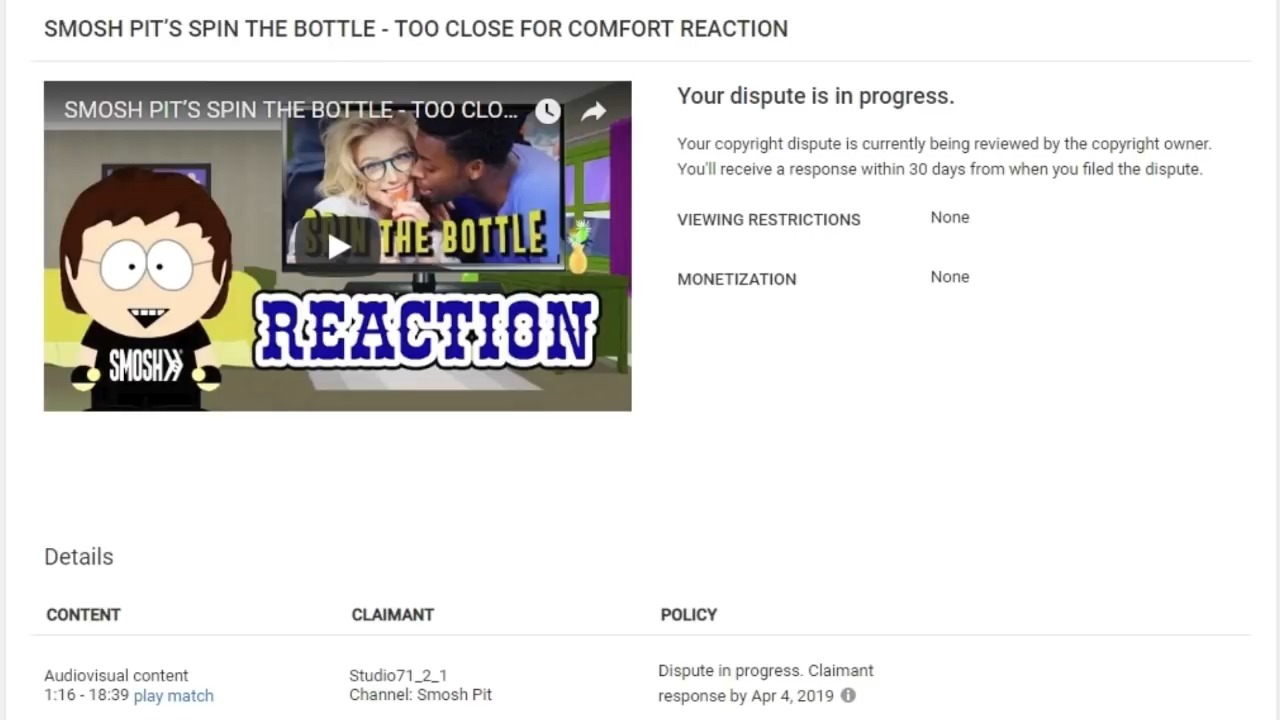 SMOSH PIT'S SPIN THE BOTTLE - TOO CLOSE FOR COMFORT REACTION
SMOSH PIT'S SPIN THE BOTTLE - TOO CLO...
SPIN THE BOTTLE
REACTION
SMOSH
Your dispute is in progress.
Your copyright dispute is currently being reviewed by the copyright owner.
You'll receive a response within 30 days from when you filed the dispute.
VIEWING RESTRICTIONS None
MONETIZATION None
Details
CONTENT CLAIMANT POLICY
Audiovisual content
1:16 - 18:39 play match
Studio71_2_1
Channel: Smosh Pit
Dispute in progress. Claimant
response by Apr 4, 2019